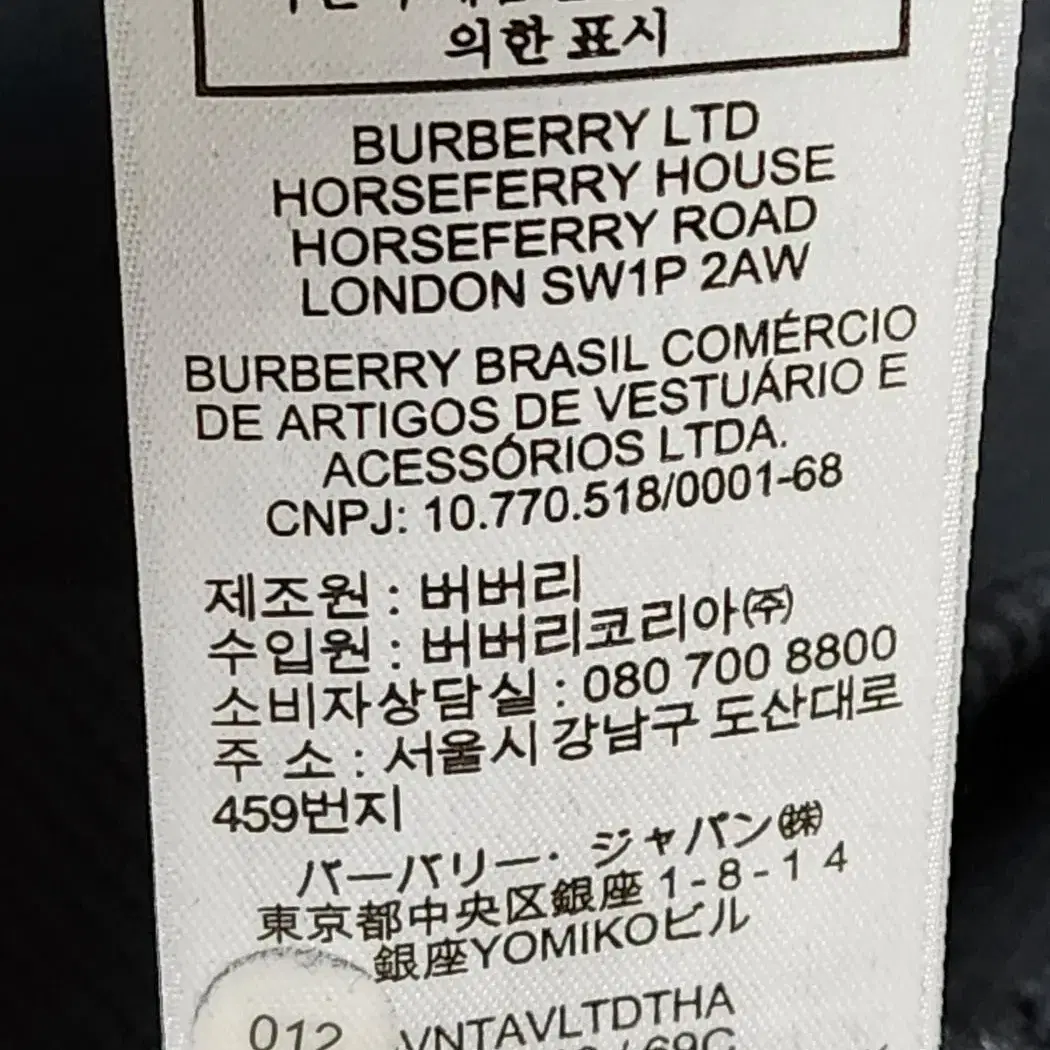 의한 표시
BURBERRY LTD
HORSEFERRY HOUSE
HORSEFERRY ROAD
LONDON SW1P 2AW
BURBERRY BRASIL COMÉRCIO
DE ARTIGOS DE VESTUÁRIO E
ACESSÓRIOS LTDA.
CNPJ: 10.770.518/0001-68
제조원 : 버버리
수입원 : 버버리코리아㈜
소비자상담실 : 080 700 8800
주 소 : 서울시 강남구 도산대로
459번지
バーバリー・ジャパン㈱
東京都中央区銀座 1-8-14
銀座YOMIKOビル
012
VNTAVLTDTHA